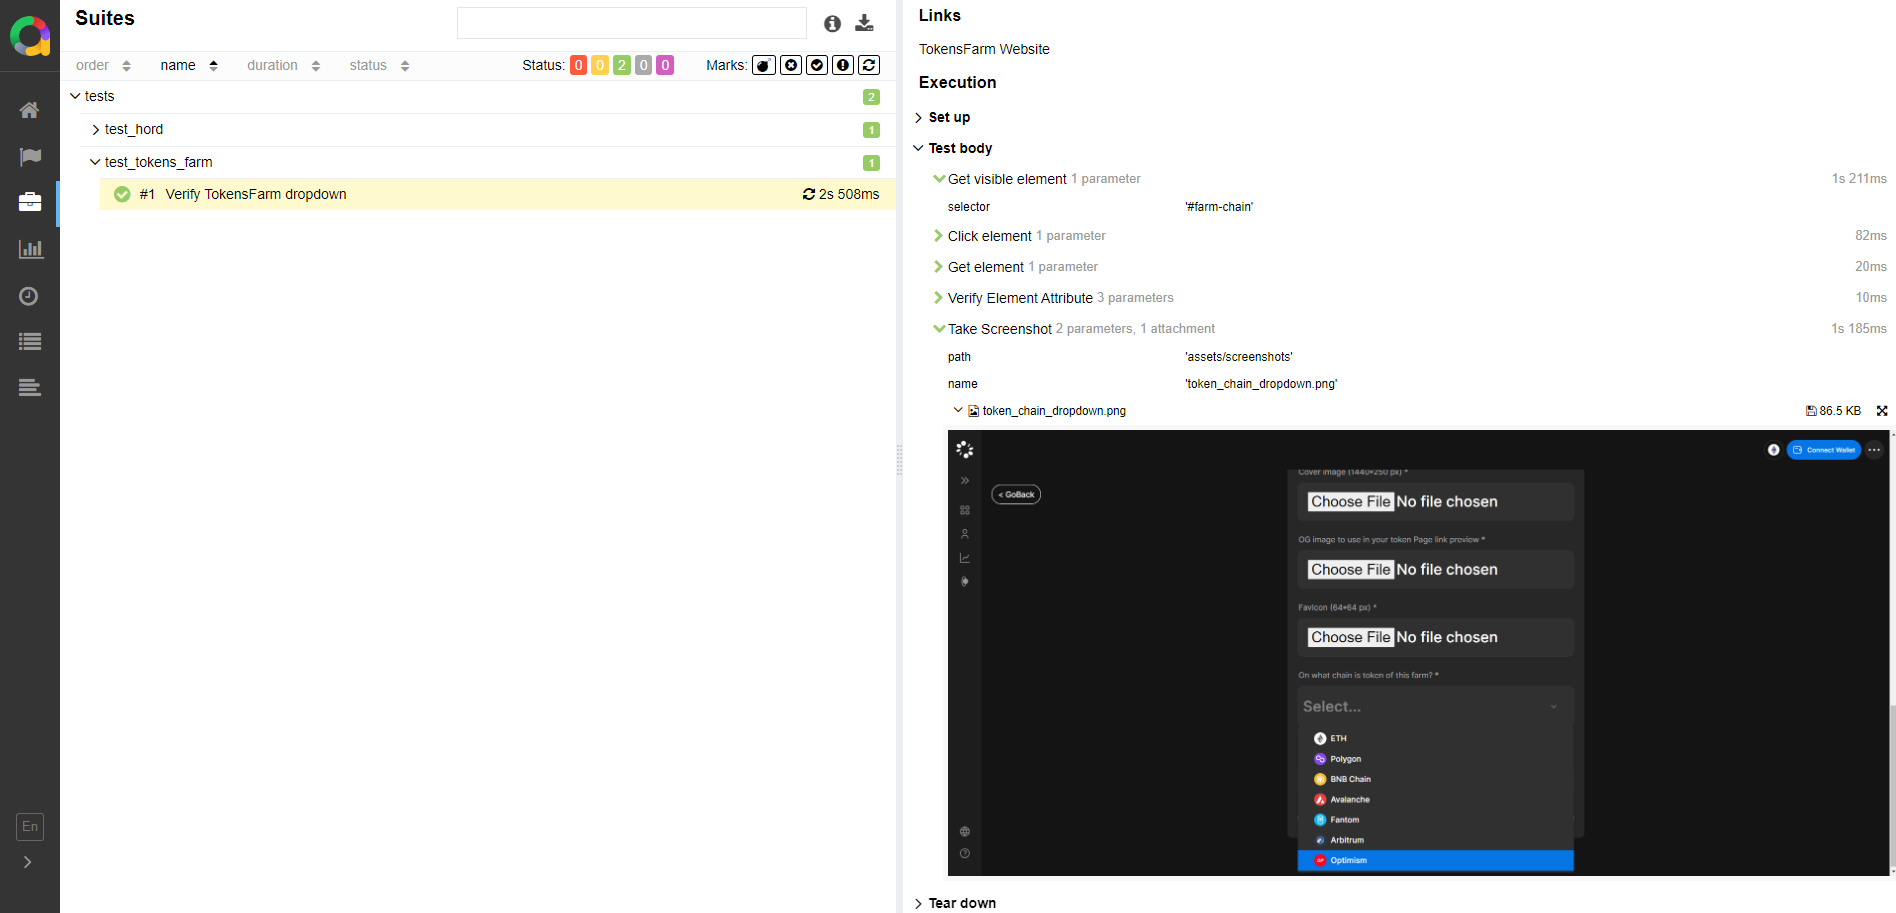 Suites
order name duration status Status: 0 0 2 0 0 Marks:
tests 2
test_hord 1
test_tokens_farm 1
#1 Verify TokensFarm dropdown 2s 508ms
En
Links
TokensFarm Website
Execution
Set up
Test body
Get visible element 1 parameter 1s 211ms
selector '#farm-chain'
Click element 1 parameter 82ms
Get element 1 parameter 20ms
Verify Element Attribute 3 parameters 10ms
Take Screenshot 2 parameters, 1 attachment 1s 185ms
path 'assets/screenshots'
name 'token_chain_dropdown.png'
token_chain_dropdown.png 86.5 KB
Connect Wallet
< GoBack
Cover image (1440*250 px) *
Choose File No file chosen
OG image to use in your token Page link preview *
Choose File No file chosen
Favicon (64*64 px) *
Choose File No file chosen
On what chain is token of this farm? *
Select...
ETH
Polygon
BNB Chain
Avalanche
Fantom
Arbitrum
OP Optimism
Tear down